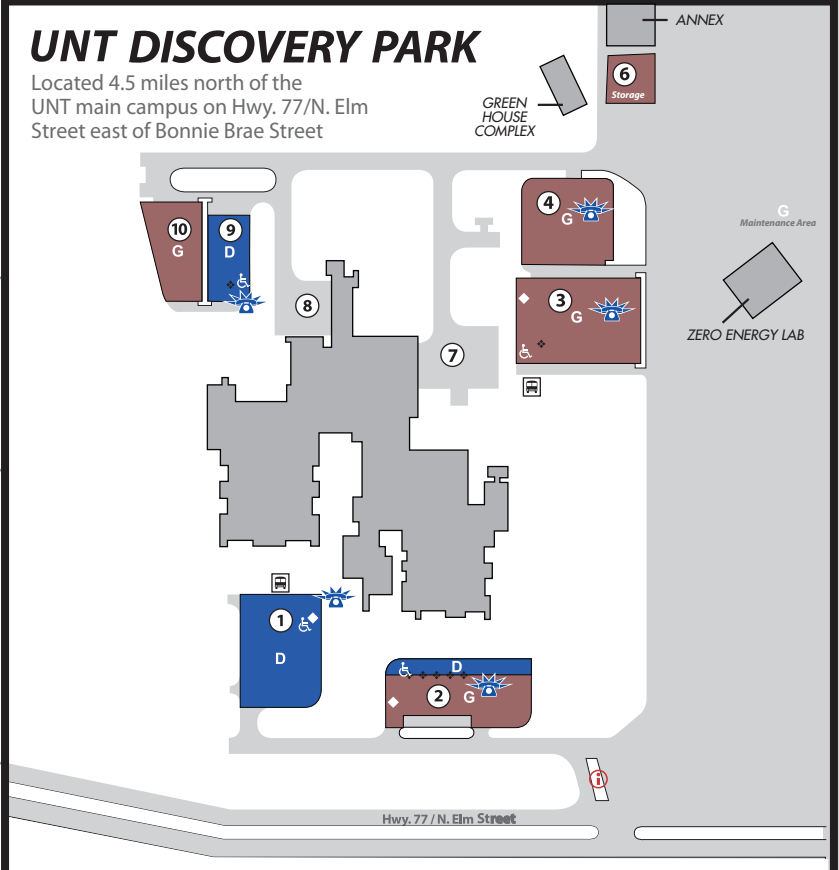 UNT DISCOVERY PARK
Located 4.5 miles north of the
UNT main campus on Hwy. 77/N. Elm
Street east of Bonnie Brae Street
ANNEX
6
Storage
GREEN
HOUSE
COMPLEX
4
G
10
G
9
D
G
Maintenance Area
3
G
8
ZERO ENERGY LAB
7
1
D
D
2
G
i
Hwy. 77 / N. Elm Street